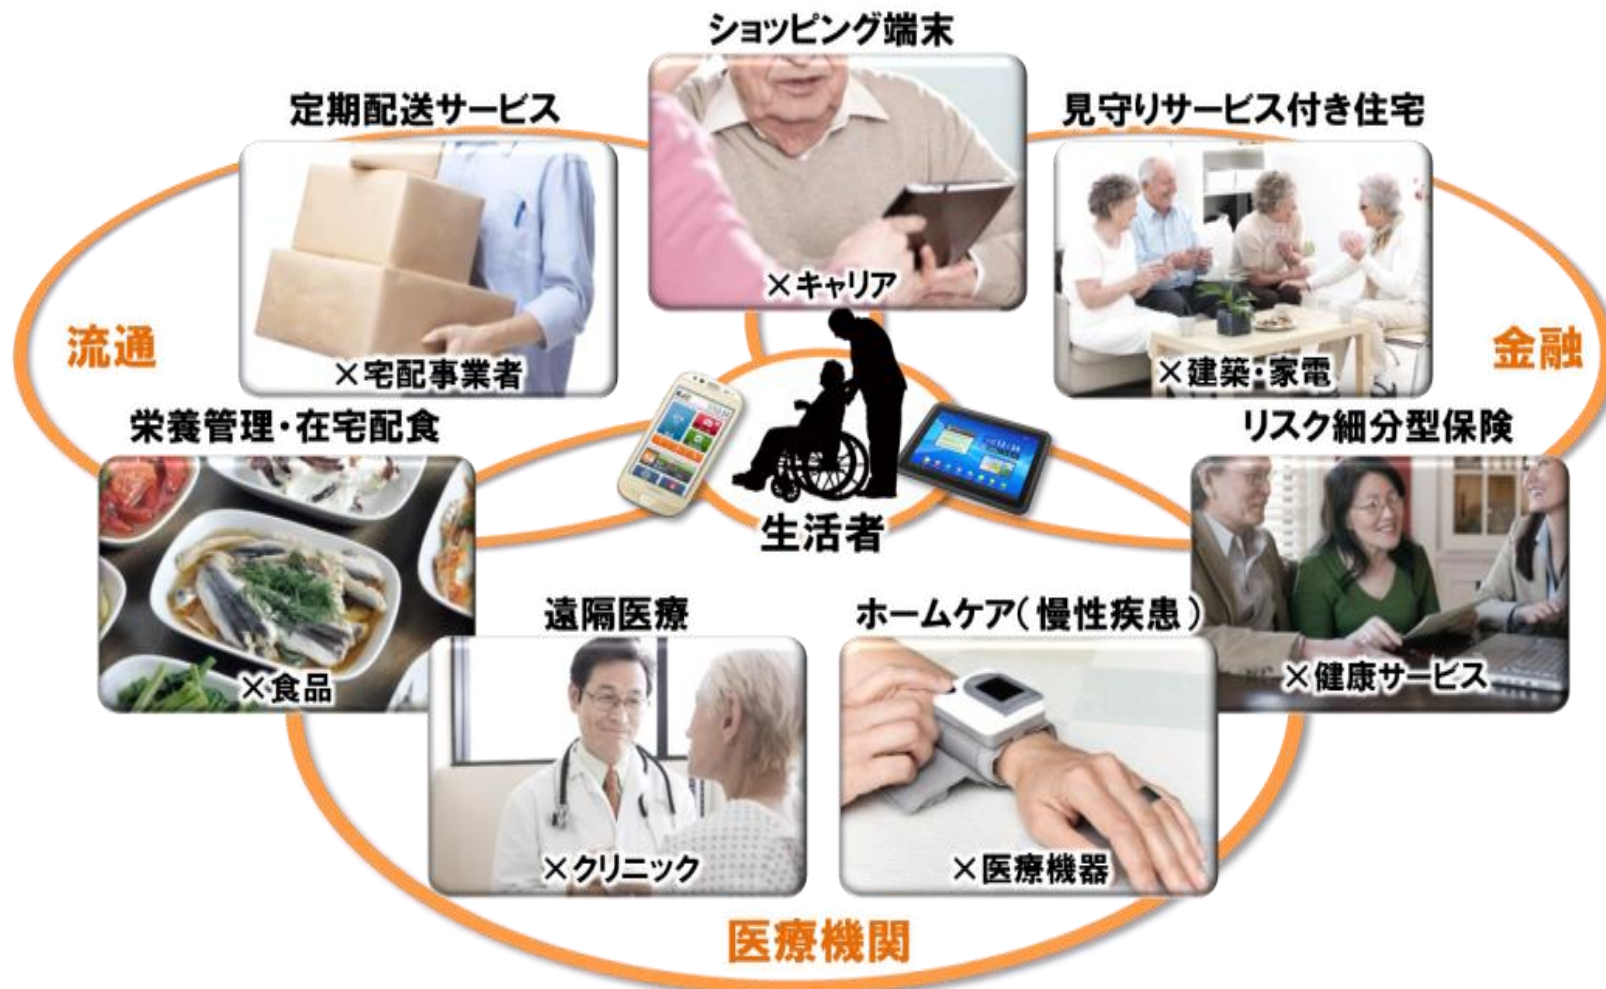 ショッピング端末
定期配送サービス
見守りサービス付き住宅
×キャリア
流通
金融
×宅配事業者
×建築・家電
栄養管理・在宅配食
リスク細分型保険
生活者
遠隔医療
ホームケア(慢性疾患)
×食品
×健康サービス
×クリニック
×医療機器
医療機関